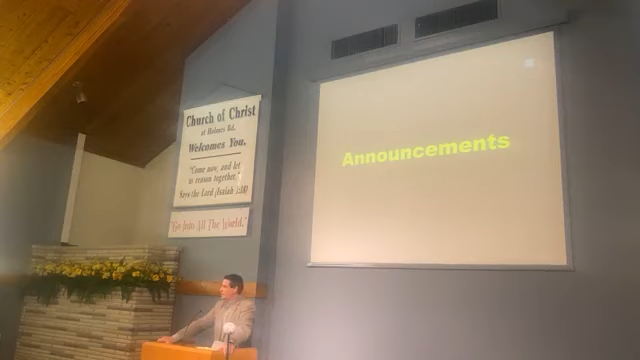 Church of Christ
at Holmes Rd.
Welcomes You.
"Come now, and let
us reason together,"
Says the Lord (Isaiah 1:18)
"Go Into All The World."
Announcements